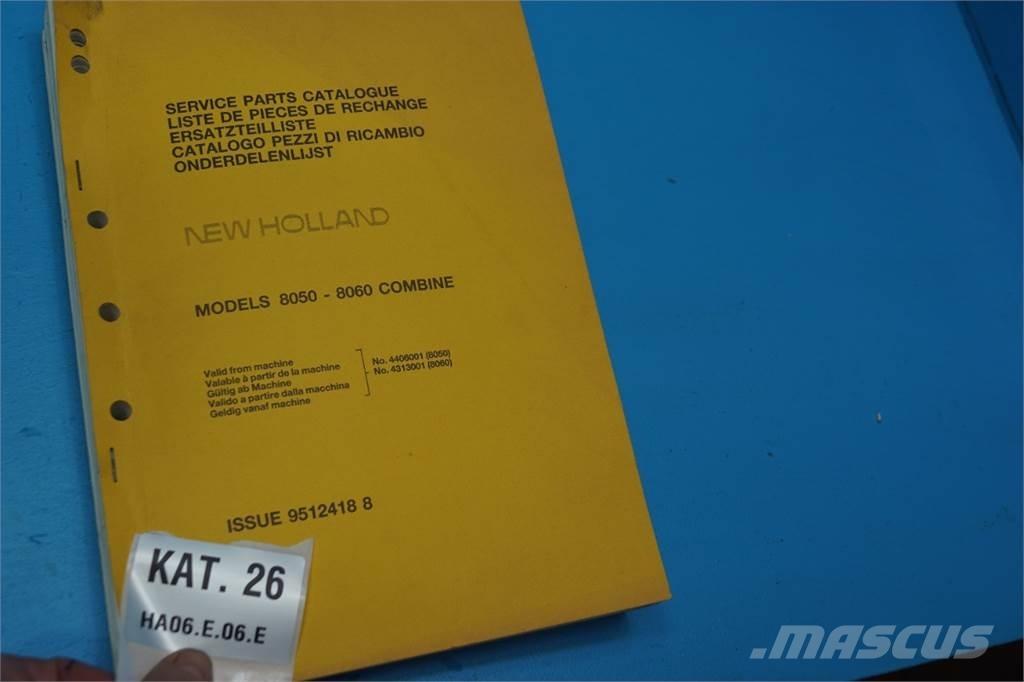 SERVICE PARTS CATALOGUE
LISTE DE PIECES DE RECHANGE
ERSATZTEILLISTE
CATALOGO PEZZI DI RICAMBIO
ONDERDELENLIJST
NEW HOLLAND
MODELS 8050 - 8060 COMBINE
Valid from machine
Valable à partir de la machine
Gültig ab Machine
Valido a partire dalla macchina
Geldig vanaf machine
No. 4406001 (8050)
No. 4313001 (8060)
ISSUE 9512418 8
KAT. 26
HA06.E.06.E
MASCUS